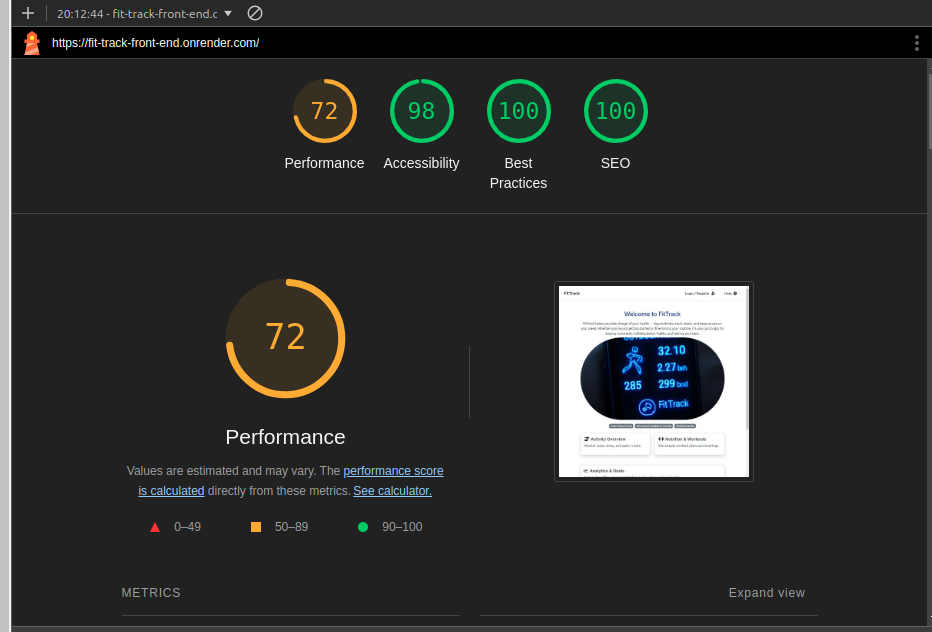 20:12:44 - fit-track-front-end.c
https://fit-track-front-end.onrender.com/
72
98
100
100
Performance
Accessibility
Best
Practices
SEO
72
Performance
Values are estimated and may vary. The performance score
is calculated directly from these metrics. See calculator.
0–49
50–89
90–100
FitTrack
Login / Register
Help
Welcome to FitTrack
32.10
2.27
285
299
FitTrack
Activity Overview
Nutrition & Workouts
Analytics & Goals
METRICS
Expand view